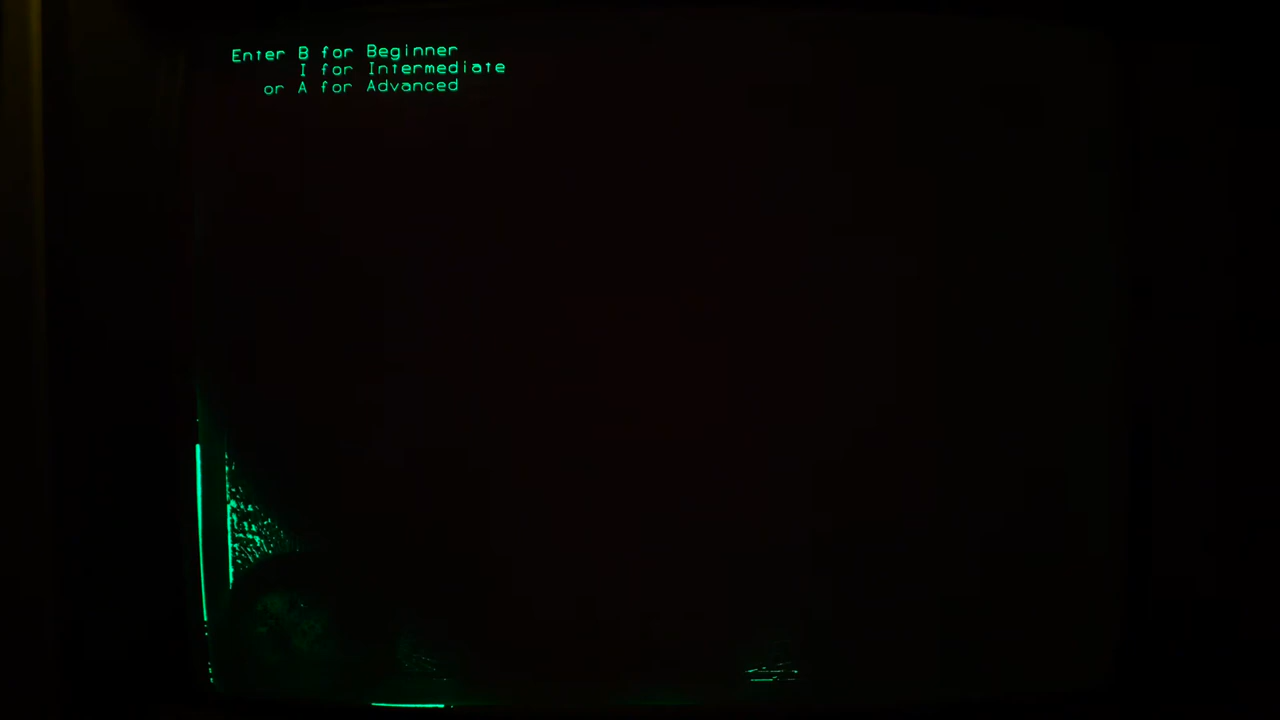 Enter B for Beginner
I for Intermediate
or A for Advanced